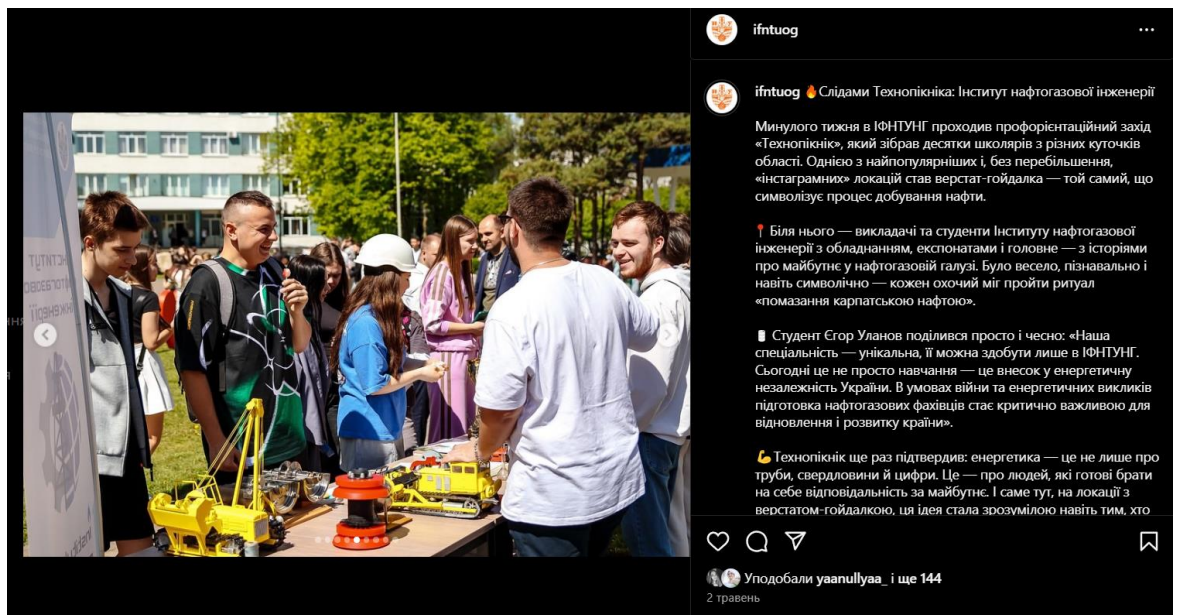 ifntuog
ifntuog 🔥Слідами Технопікніка: Інститут нафтогазової інженерії
Минулого тижня в ІФНТУНГ проходив профорієнтаційний захід
«Технопікнік», який зібрав десятки школярів з різних куточків
області. Однією з найпопулярніших і, без перебільшення,
«інстаграмних» локацій став верстат-гойдалка — той самий, що
символізує процес добування нафти.
📍 Біля нього — викладачі та студенти Інституту нафтогазової
інженерії з обладнанням, експонатами і головне — з історіями
про майбутнє у нафтогазовій галузі. Було весело, пізнавально і
навіть символічно — кожен охочий міг пройти ритуал
«помазання карпатською нафтою».
🛢 Студент Єгор Уланов поділився просто і чесно: «Наша
спеціальність — унікальна, її можна здобути лише в ІФНТУНГ.
Сьогодні це не просто навчання — це внесок у енергетичну
незалежність України. В умовах війни та енергетичних викликів
підготовка нафтогазових фахівців стає критично важливою для
відновлення і розвитку країни».
💪Технопікнік ще раз підтвердив: енергетика — це не лише про
труби, свердловини й цифри. Це — про людей, які готові брати
на себе відповідальність за майбутнє. І саме тут, на локації з
верстатом-гойдалкою, ця ідея стала зрозумілою навіть тим, хто
Уподобали yaanullyaa_ і ще 144
2 травень